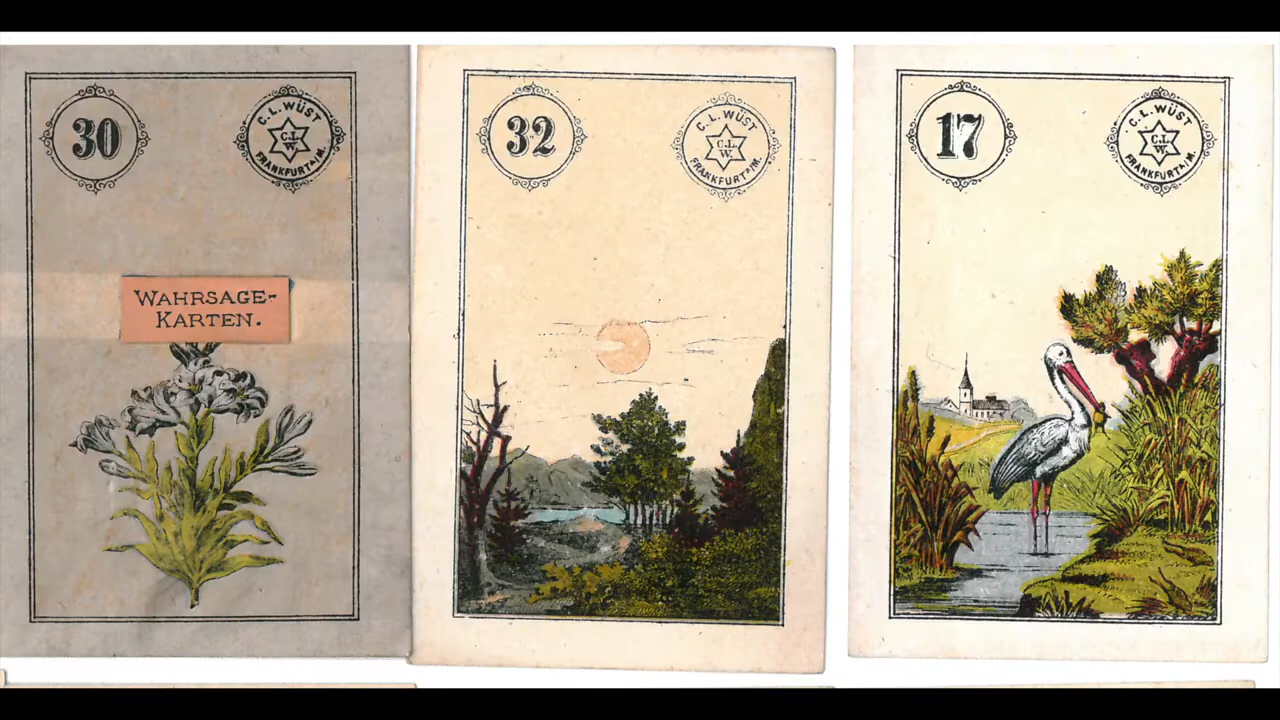 30
C. L. WÜST
C.L.
W.
FRANKFURT A/M.
WAHRSAGE-
KARTEN.
32
C. L. WÜST
C.L.
W.
FRANKFURT A/M.
17
C. L. WÜST
C.L.
W.
FRANKFURT A/M.